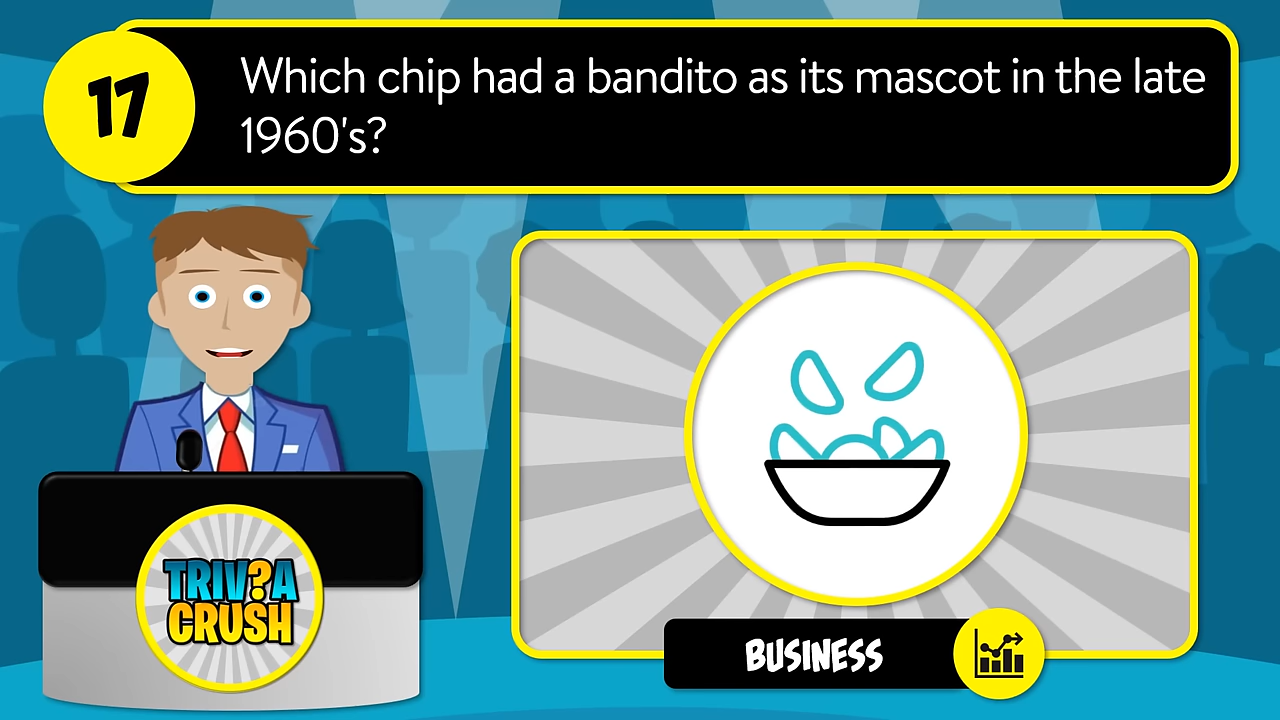 17
Which chip had a bandito as its mascot in the late
1960's?
TRIV?A
CRUSH
BUSINESS